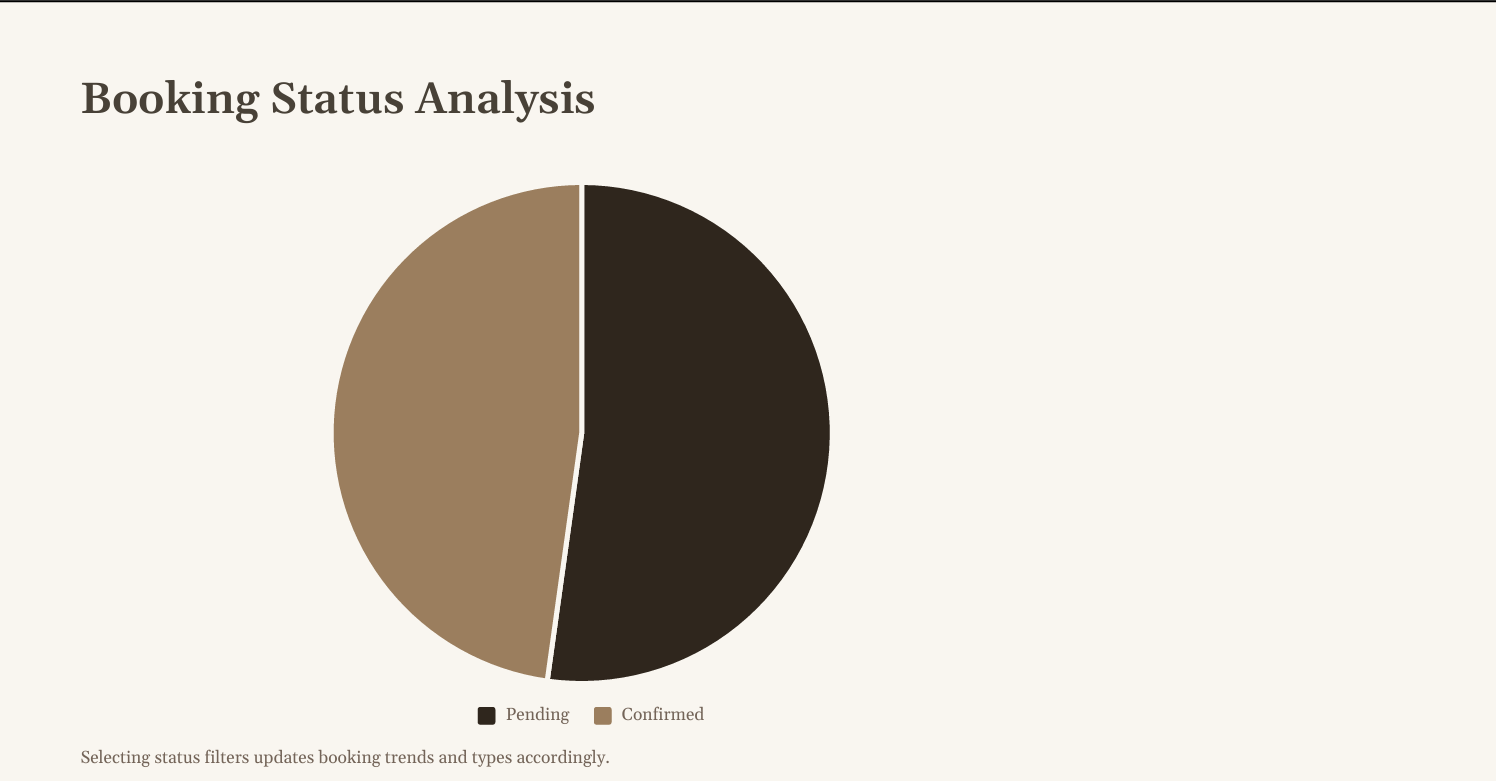 Booking Status Analysis
Pending
Confirmed
Selecting status filters updates booking trends and types accordingly.